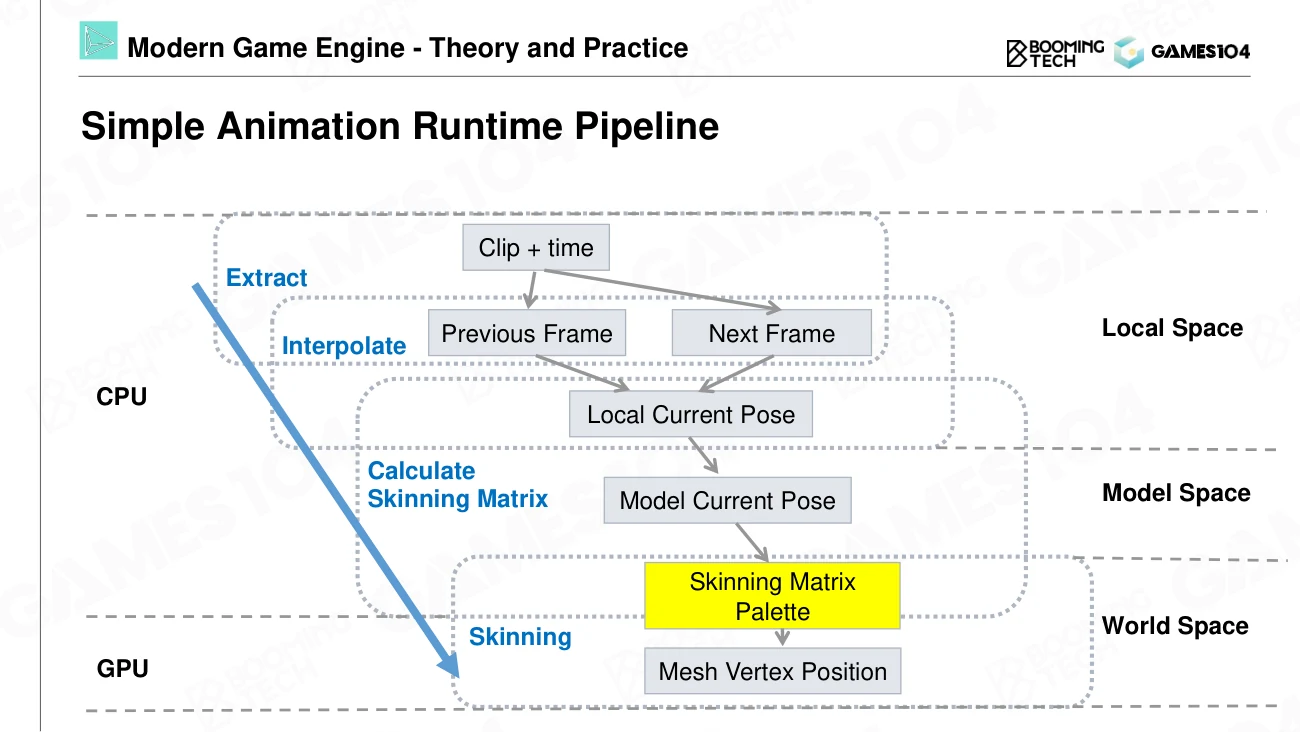 Modern Game Engine - Theory and Practice
BOOMING
TECH
GAMES104
Simple Animation Runtime Pipeline
Clip + time
Extract
Previous Frame
Next Frame
Local Space
Interpolate
CPU
Local Current Pose
Calculate
Skinning Matrix
Model Current Pose
Model Space
Skinning Matrix
Palette
World Space
Skinning
GPU
Mesh Vertex Position